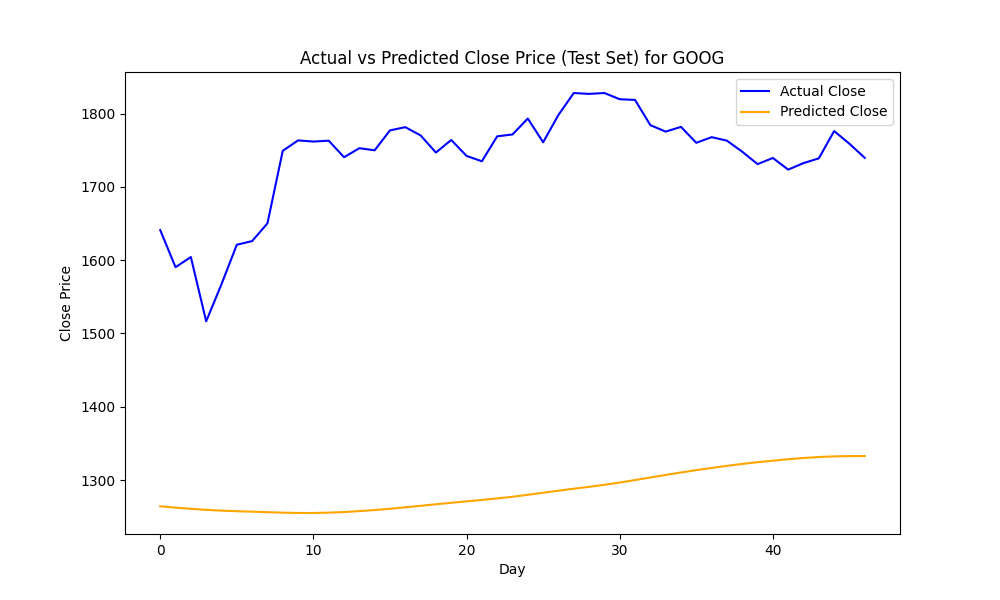 Actual vs Predicted Close Price (Test Set) for GOOG
Actual Close
Predicted Close
1800
1700
1600
1500
1400
1300
Close Price
0 10 20 30 40
Day